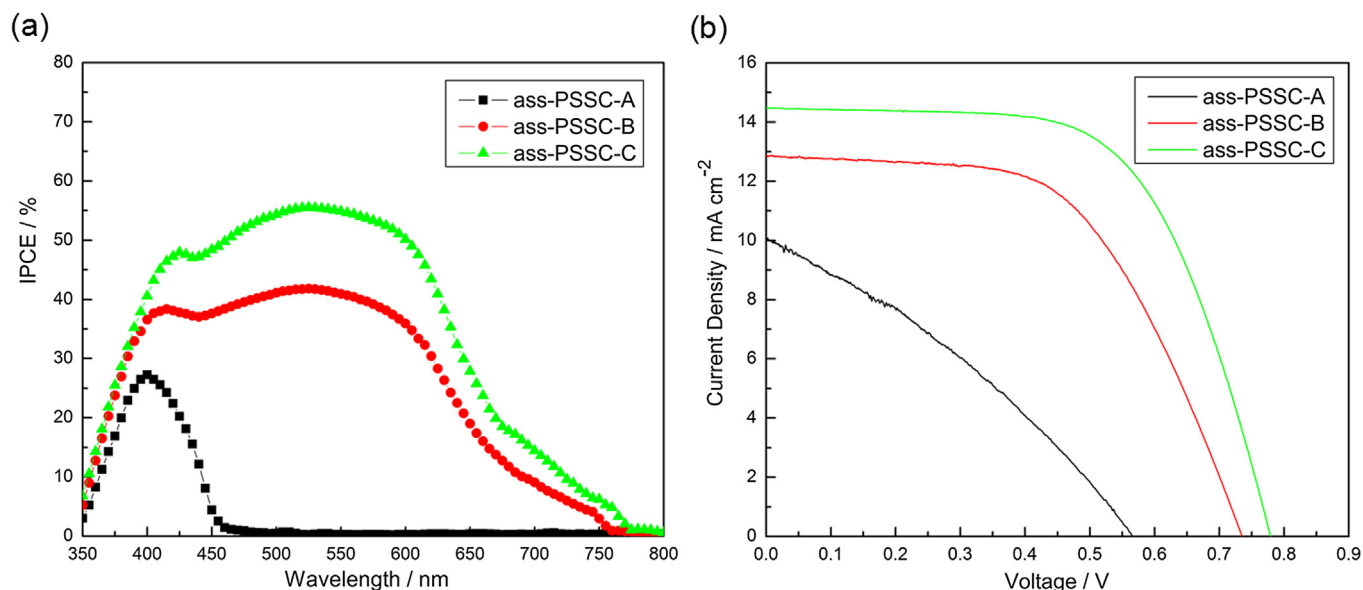 (a)
80
70
60
50
40
30
20
10
0
IPCE / %
ass-PSSC-A
ass-PSSC-B
ass-PSSC-C
350 400 450 500 550 600 650 700 750 800
Wavelength / nm
(b)
16
14
12
10
8
6
4
2
0
Current Density / mA cm-2
ass-PSSC-A
ass-PSSC-B
ass-PSSC-C
0.0 0.1 0.2 0.3 0.4 0.5 0.6 0.7 0.8 0.9
Voltage / V